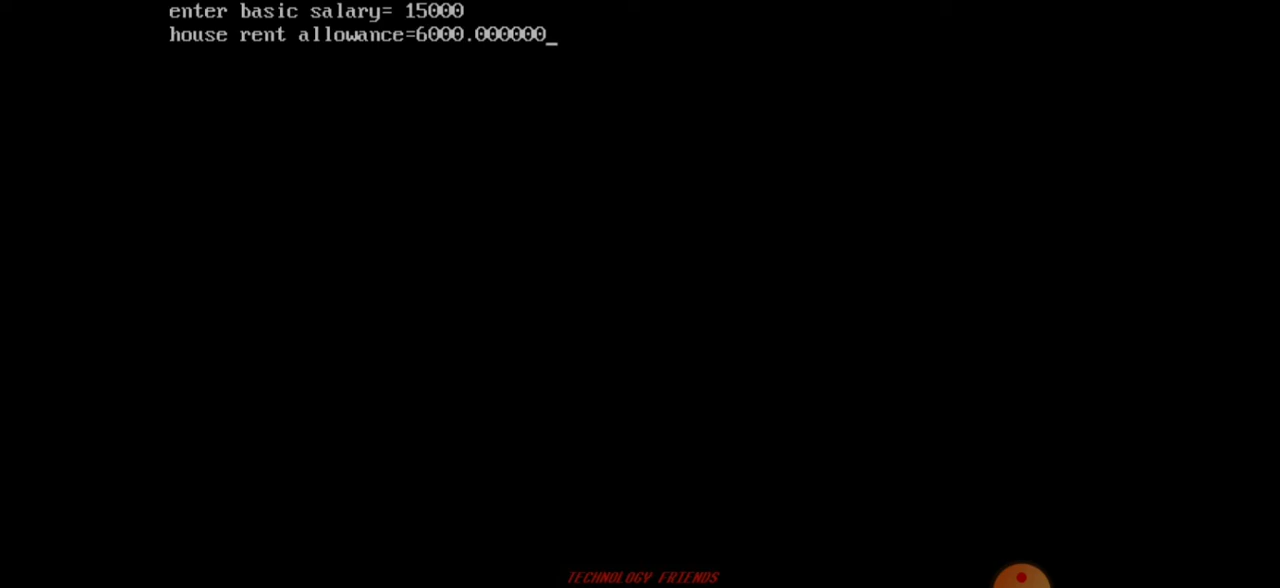 enter basic salary= 15000
house rent allowance=6000.000000_
TECHNOLOGY FRIENDS